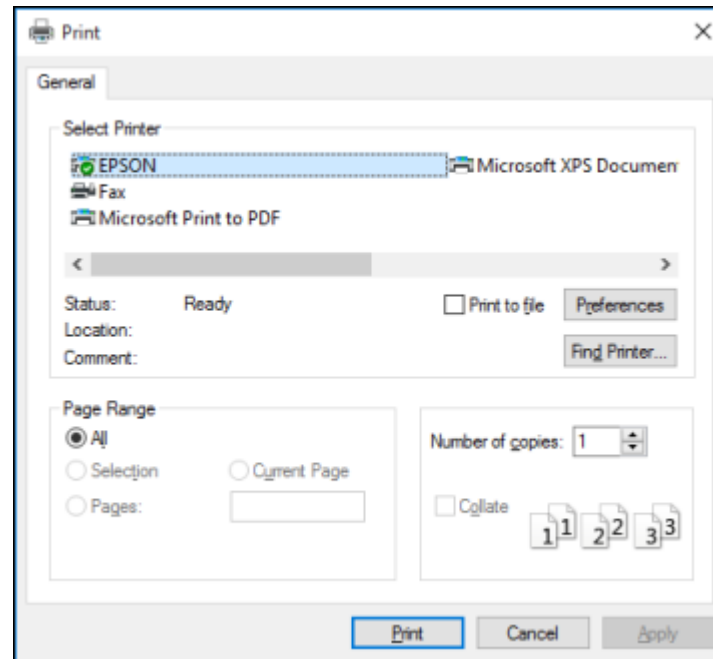 Print
General
Select Printer
EPSON
Microsoft XPS Documen
Fax
Microsoft Print to PDF
Status: Ready
Print to file
Preferences
Location:
Comment:
Find Printer...
Page Range
All
Selection
Current Page
Pages:
Number of copies: 1
Collate
1 1 2 2 3 3
Print
Cancel
Apply